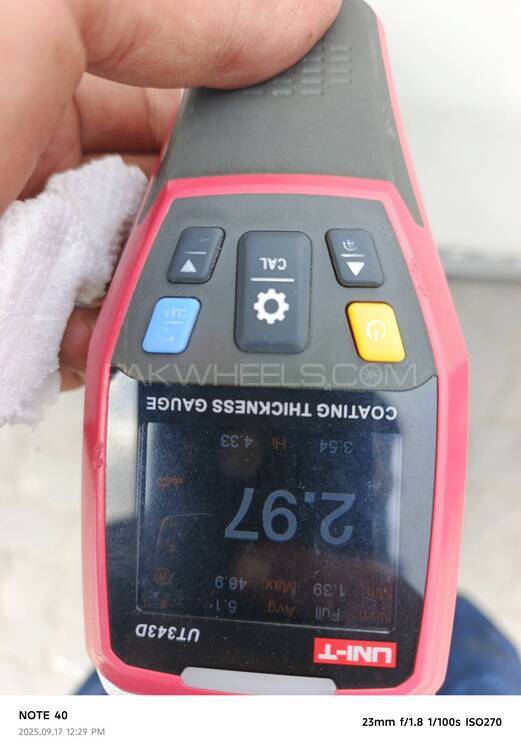 CAL
PAKWHEELS.COM
COATING THICKNESS GAUGE
UNI-T
UT343D
Num: Full Avg: 5.1
Min: 1.39 Max: 46.9
2.97
3.54 Hi: 4.33
NOTE 40
2025.09.17 12:29 PM
23mm f/1.8 1/100s ISO270